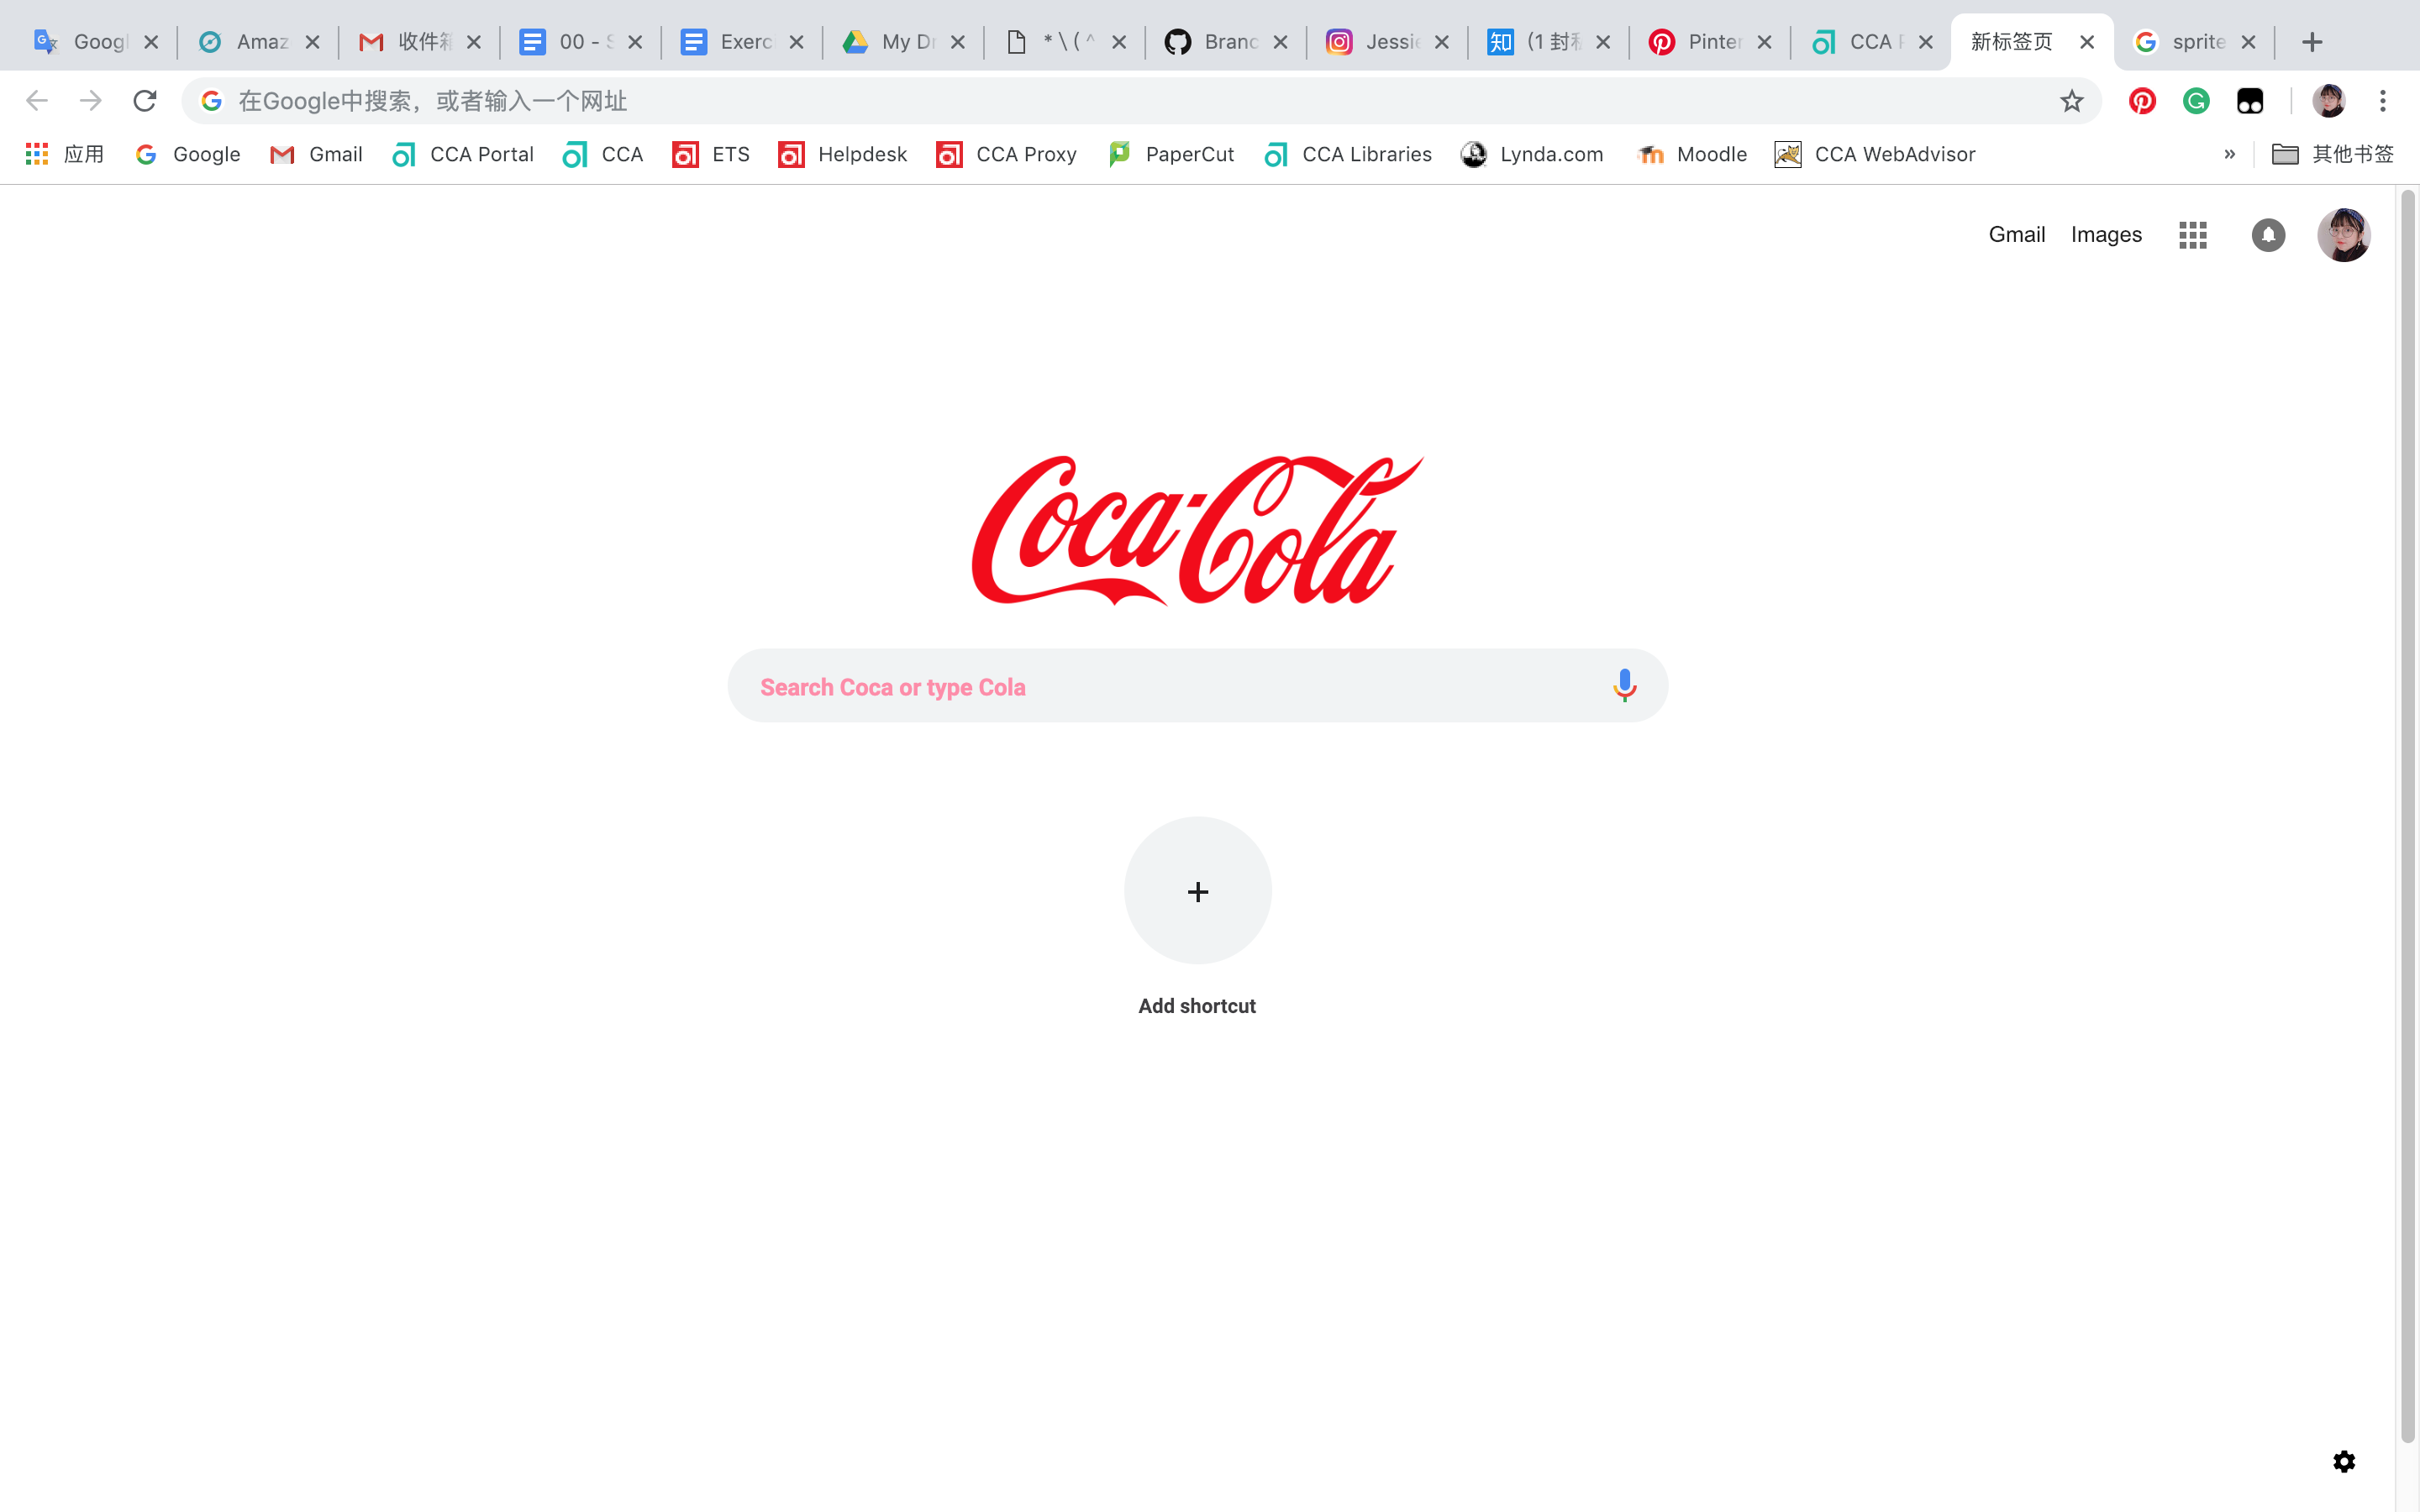 Googl Amaz 收件箱 00 - S Exerc My Dr * \ ( ^ Branc Jessie (1 封私 Pinter CCA P 新标签页 sprite
在Google中搜索，或者输入一个网址
应用 Google Gmail CCA Portal CCA ETS Helpdesk CCA Proxy PaperCut CCA Libraries Lynda.com Moodle CCA WebAdvisor » 其他书签
Gmail Images
Coca-Cola
Search Coca or type Cola
Add shortcut